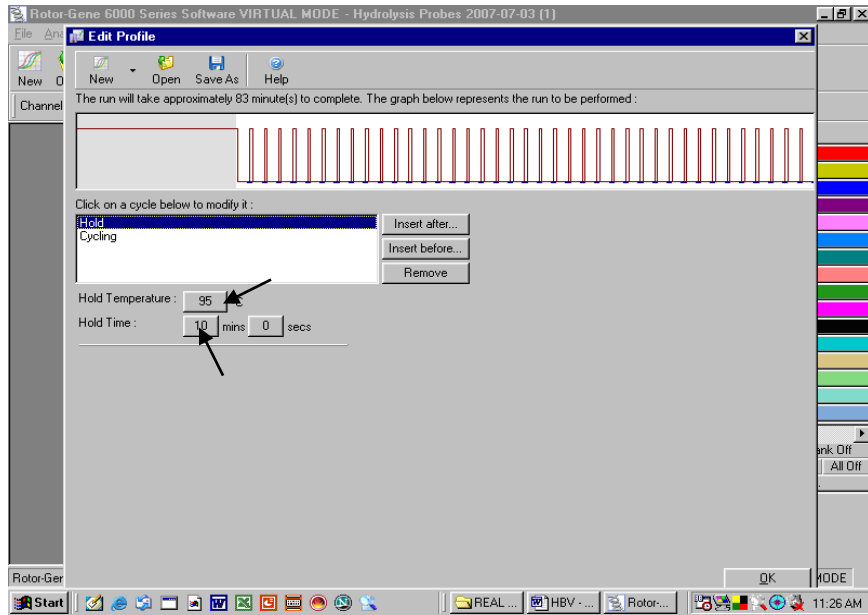 Rotor-Gene 6000 Series Software VIRTUAL MODE - Hydrolysis Probes 2007-07-03 (1)
File Ana
Edit Profile
New
New Open Save As Help
Channel
The run will take approximately 83 minute(s) to complete. The graph below represents the run to be performed :
Click on a cycle below to modify it :
Hold
Cycling
Insert after...
Insert before...
Remove
Hold Temperature : 95
Hold Time : 10 mins 0 secs
ank Off
All Off
OK
Rotor-Ger
MODE
Start
REAL ...
HBV - ...
Rotor-...
11:26 AM